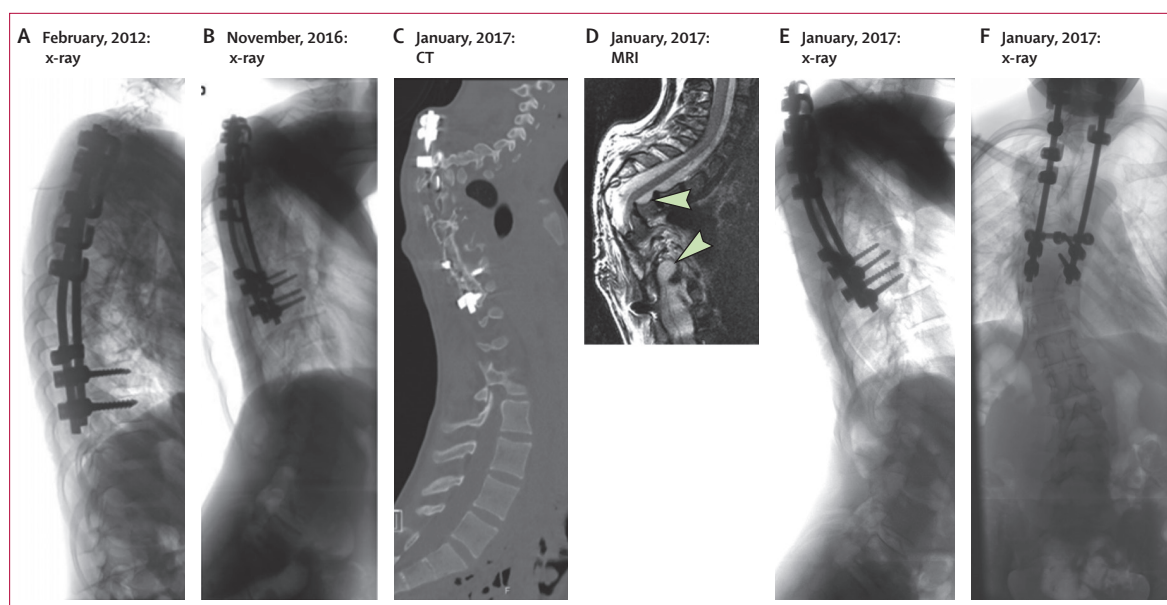 A February, 2012:
x-ray
B November, 2016:
x-ray
C January, 2017:
CT
D January, 2017:
MRI
E January, 2017:
x-ray
F January, 2017:
x-ray
F